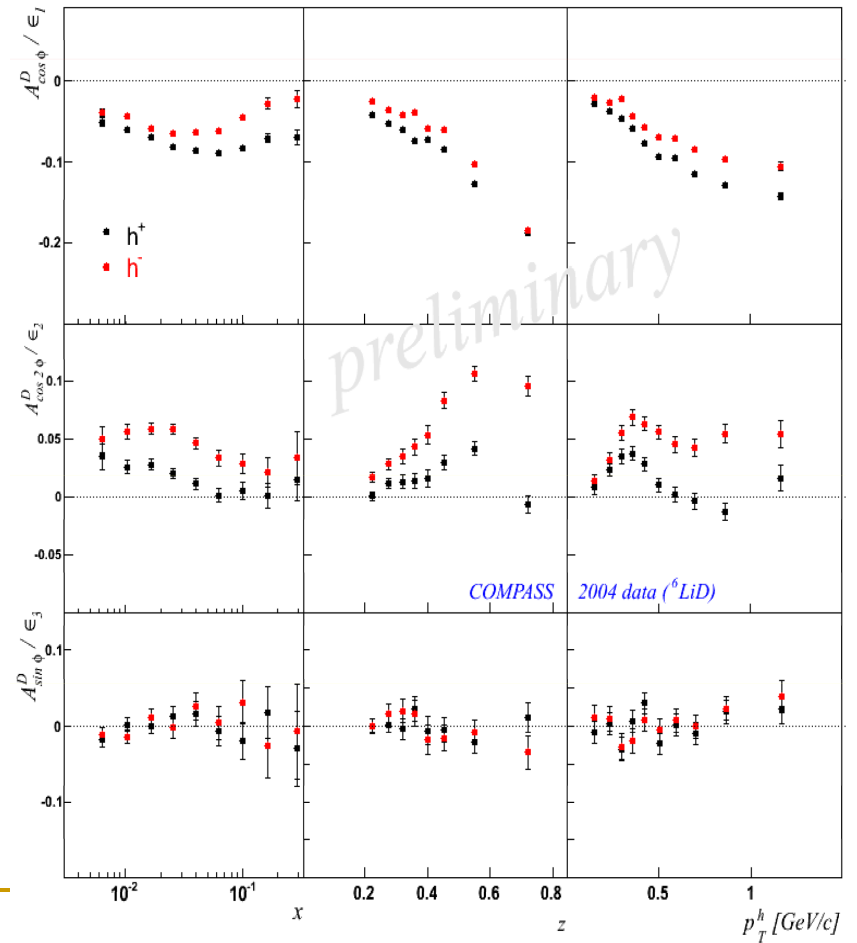 A^D_{cos ϕ} / ϵ_1
0
-0.1
-0.2
h^+
h^-
preliminary
A^D_{cos 2 ϕ} / ϵ_2
0.1
0.05
0
-0.05
COMPASS 2004 data (^6LiD)
A^D_{sin ϕ} / ϵ_3
0.1
0
-0.1
10^-2 10^-1 0.2 0.4 0.6 0.8 0.5 1
x z p_T^h [GeV/c]